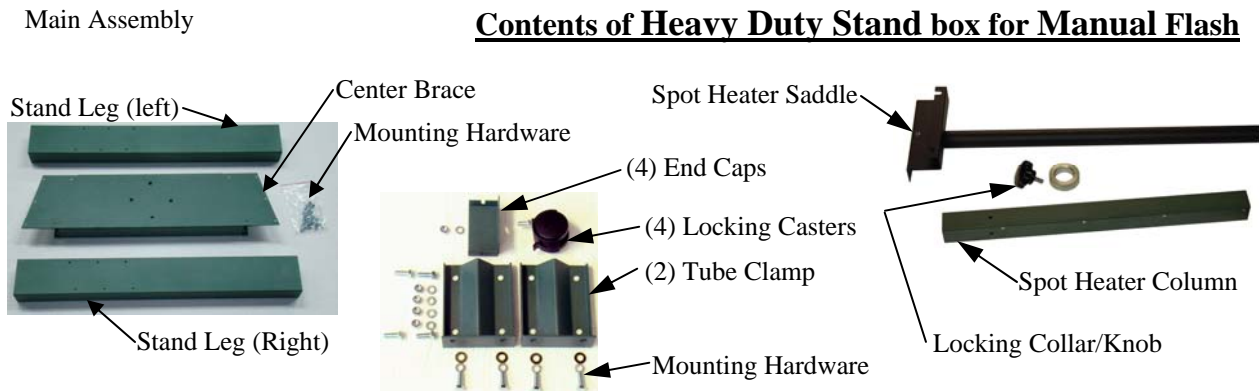 Main Assembly
Contents of Heavy Duty Stand box for Manual Flash
Stand Leg (left)
Center Brace
Mounting Hardware
Stand Leg (Right)
(4) End Caps
(4) Locking Casters
(2) Tube Clamp
Mounting Hardware
Spot Heater Saddle
Spot Heater Column
Locking Collar/Knob